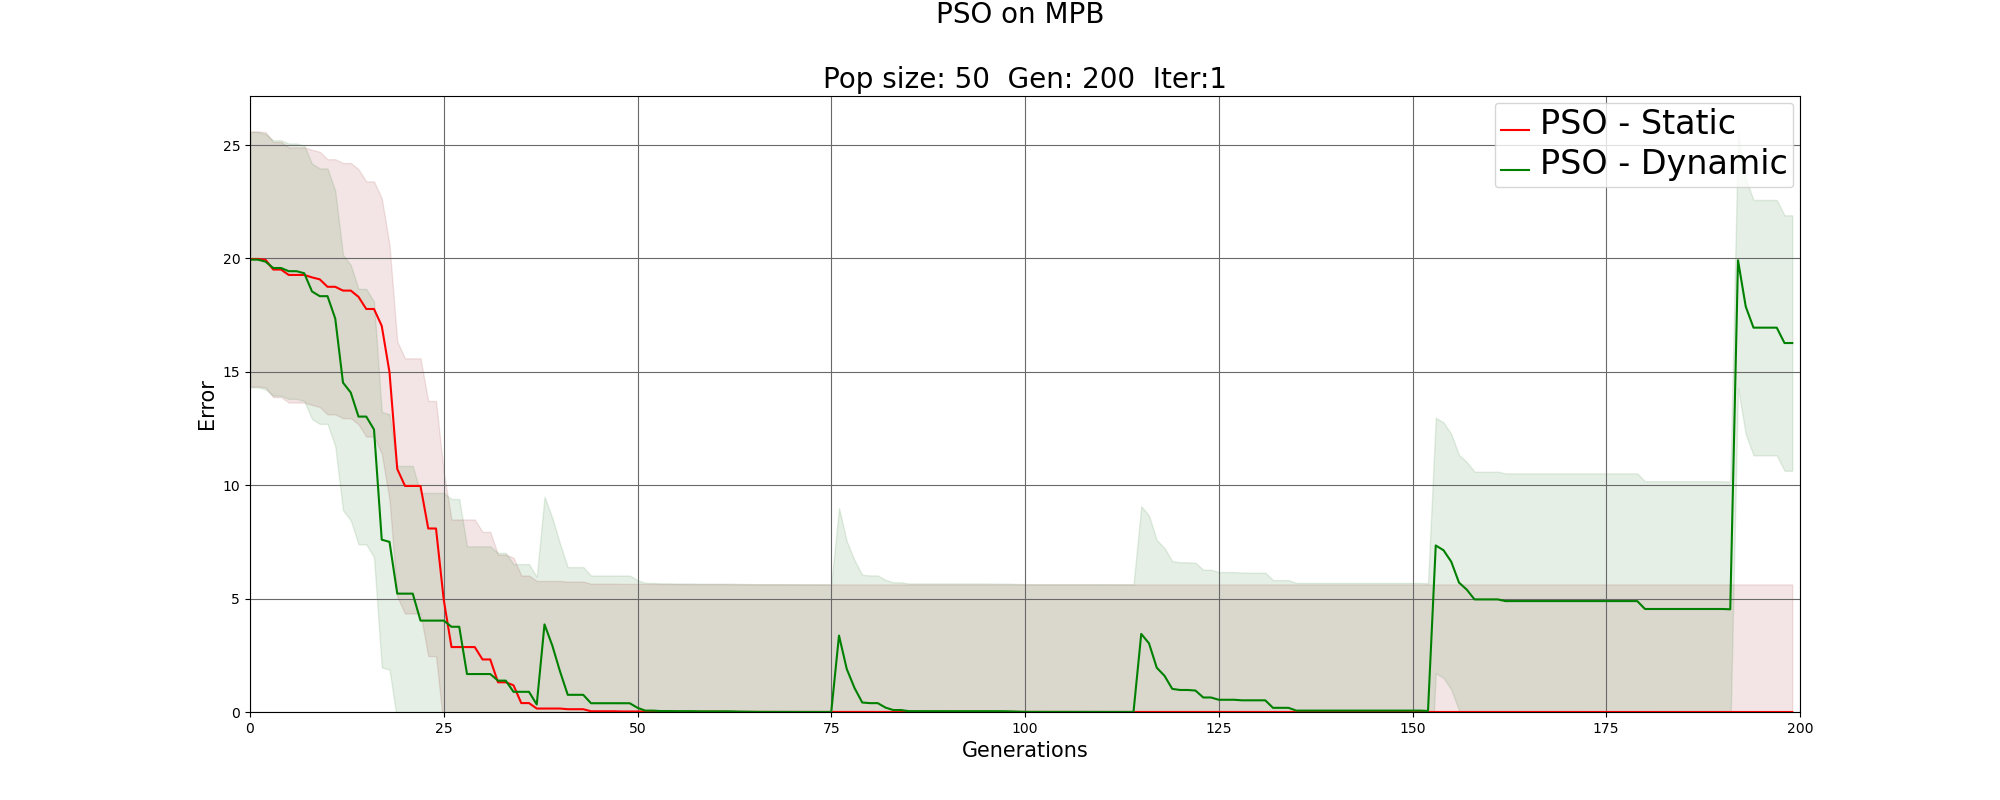 PSO on MPB
Pop size: 50  Gen: 200  Iter:1
PSO - Static
PSO - Dynamic
Error
25
20
15
10
5
0
0 25 50 75 100 125 150 175 200
Generations